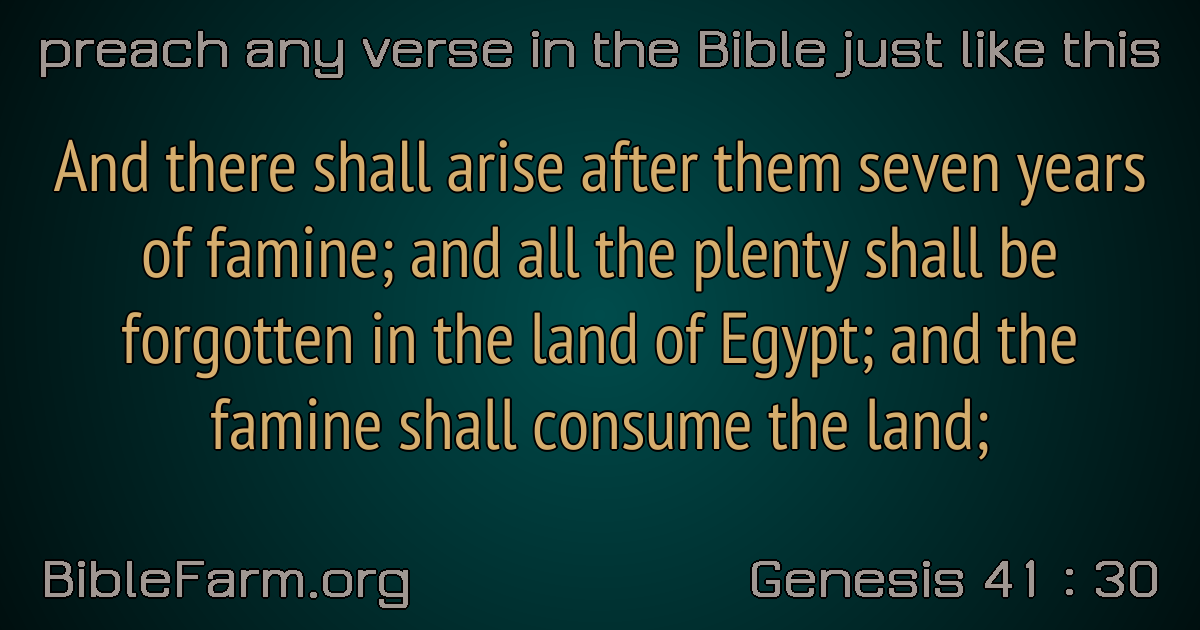 preach any verse in the Bible just like this
And there shall arise after them seven years
of famine; and all the plenty shall be
forgotten in the land of Egypt; and the
famine shall consume the land;
BibleFarm.org
Genesis 41 : 30